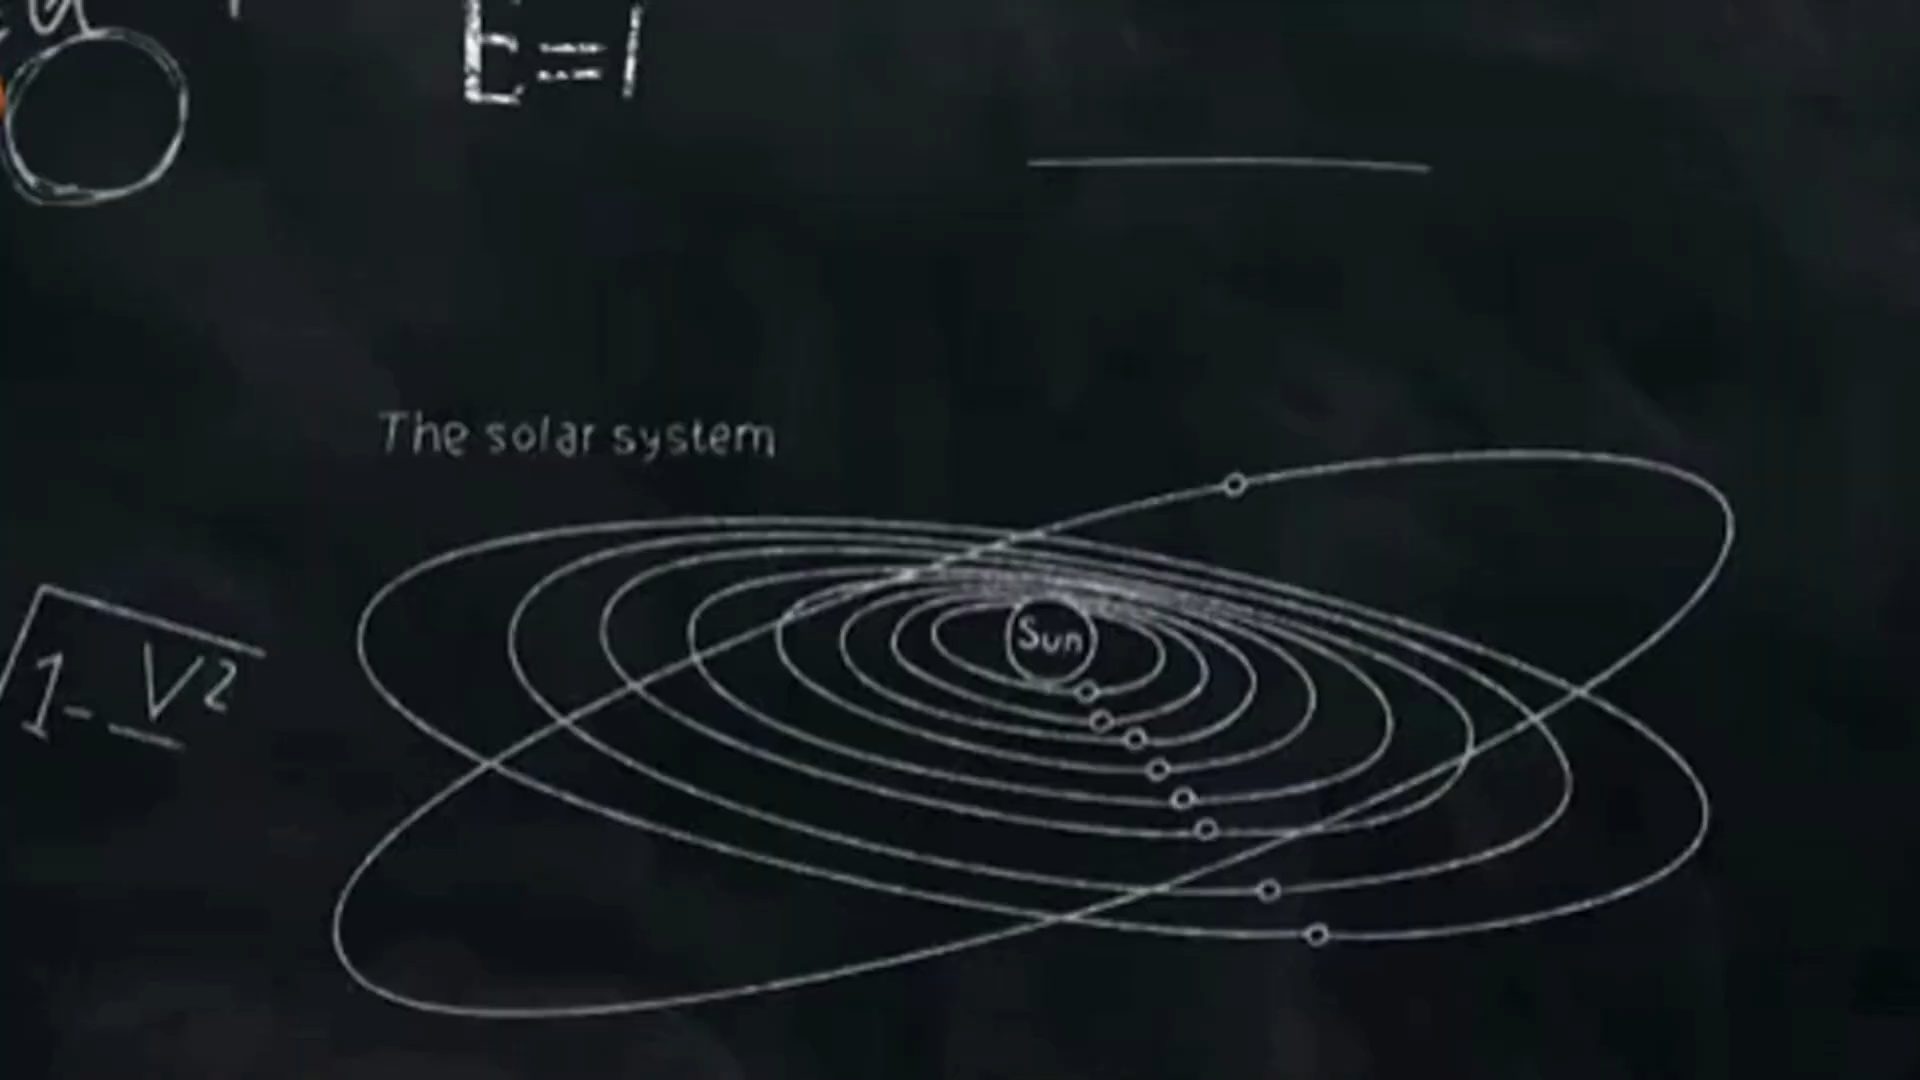 E=
The solar system
Sun
1-V²